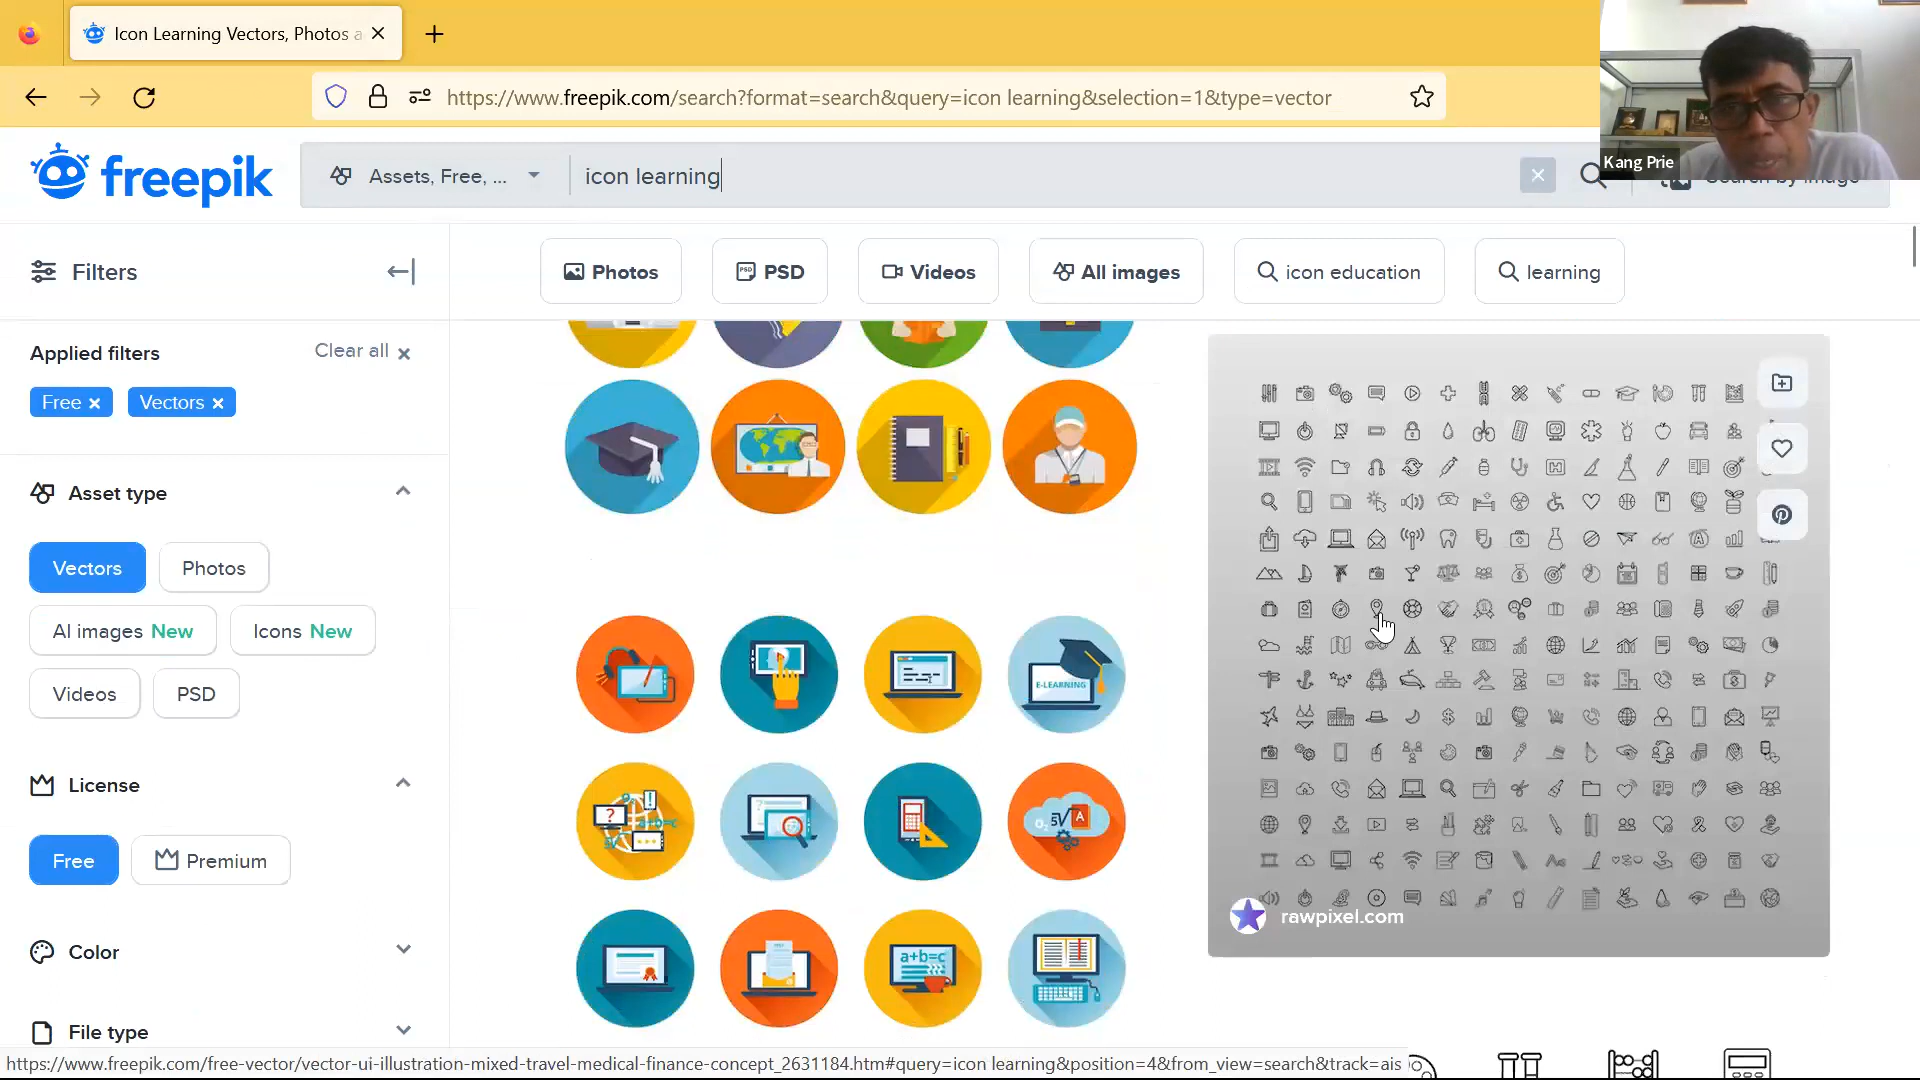 Icon Learning Vectors, Photos a
https://www.freepik.com/search?format=search&query=icon learning&selection=1&type=vector
Kang Prie
freepik
Assets, Free, ...
icon learning
Search by image
Filters
Photos
PSD
PSD
Videos
All images
icon education
learning
Applied filters
Clear all
Free
Vectors
Asset type
Vectors
Photos
AI images New
Icons New
Videos
PSD
License
Free
Premium
Color
File type
E-LEARNING
a+b=c
A
a+b=c
rawpixel.com
https://www.freepik.com/free-vector/vector-ui-illustration-mixed-travel-medical-finance-concept_2631184.htm#query=icon learning&position=4&from_view=search&track=ais